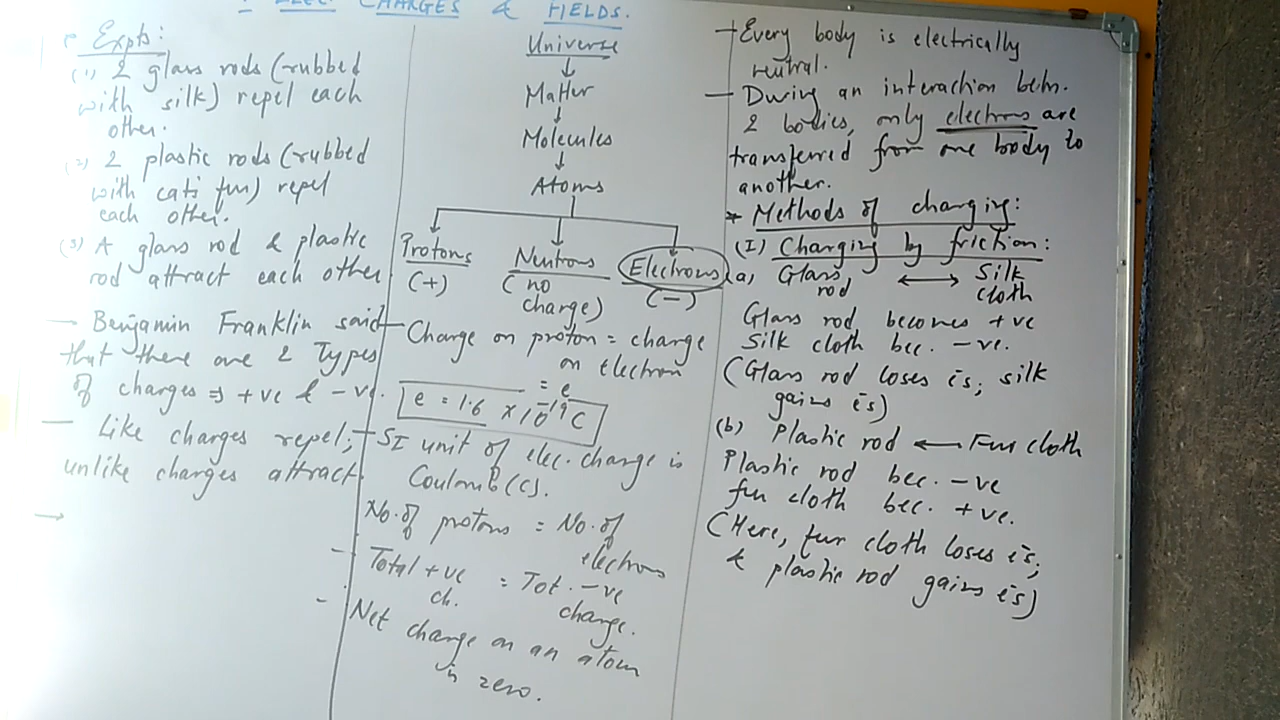 ELEC. CHARGES & FIELDS.
Expts:
(1) 2 glass rods (rubbed
with silk) repel each
other.
(2) 2 plastic rods (rubbed
with cat's fur) repel
each other.
(3) A glass rod & plastic
rod attract each other
— Benjamin Franklin said
that there are 2 Types
of charges ⇒ +ve & -ve.
— Like charges repel;
unlike charges attract.
→
Universe
↓
Matter
↓
Molecules
↓
Atoms
Protons Neutrons Electrons
(+) (no (-)
charge)
— Charge on proton = charge
on electron
= e
e = 1.6 × 10⁻¹⁹ C
— SI unit of elec. charge is
Coulomb (C).
No. of protons = No. of
electrons
— Total +ve = Tot. -ve
ch. charge.
— Net charge on an atom
is zero.
— Every body is electrically
neutral.
— During an interaction betn.
2 bodies, only electrons are
transferred from one body to
another.
* Methods of charging:
(I) Charging by friction:
(a) Glass ⟷ Silk
rod cloth
Glass rod becomes +ve
Silk cloth bec. -ve.
(Glass rod loses e⁻s; silk
gains e⁻s)
(b) Plastic rod ⟵ Fur cloth
Plastic rod bec. -ve
fur cloth bec. +ve.
(Here, fur cloth loses e⁻s;
& plastic rod gains e⁻s)